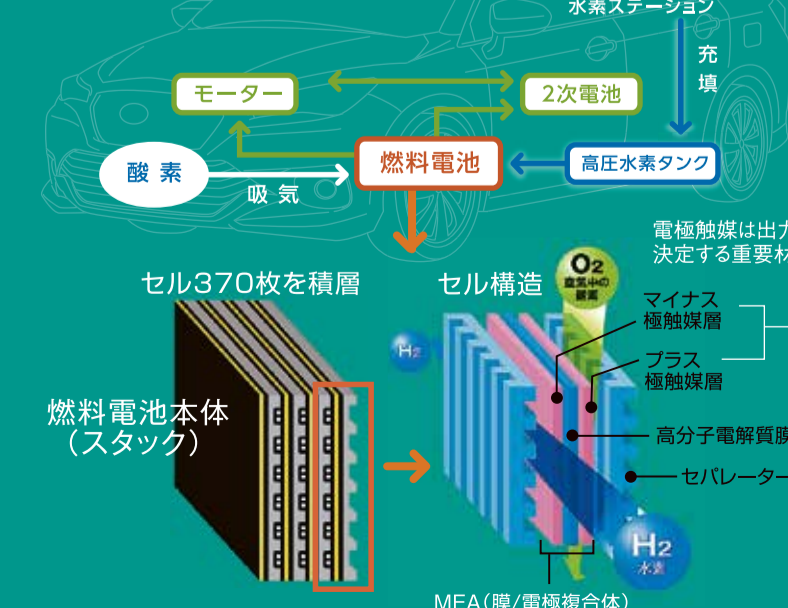 水素ステーション
充
填
モーター
2次電池
酸素
吸気
燃料電池
高圧水素タンク
電極触媒は出力
決定する重要材
セル370枚を積層
セル構造
O2
空気中の
酸素
マイナス
極触媒層
H2
プラス
極触媒層
燃料電池本体
（スタック）
高分子電解質膜
セパレーター
H2
水素
MEA（膜/電極複合体）